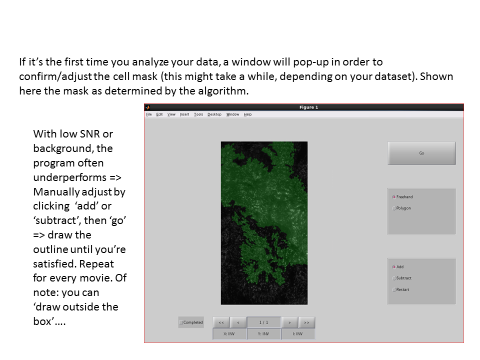 If it's the first time you analyze your data, a window will pop-up in order to
confirm/adjust the cell mask (this might take a while, depending on your dataset). Shown
here the mask as determined by the algorithm.
With low SNR or
background, the
program often
underperforms =>
Manually adjust by
clicking 'add' or
'subtract', then 'go'
=> draw the
outline until you're
satisfied. Repeat
for every movie. Of
note: you can
'draw outside the
box'....
Figure 1
File Edit View Insert Tools Desktop Window Help
Go
Freehand
Polygon
Add
Subtract
Restart
Completed << < 1 / 1 > >>